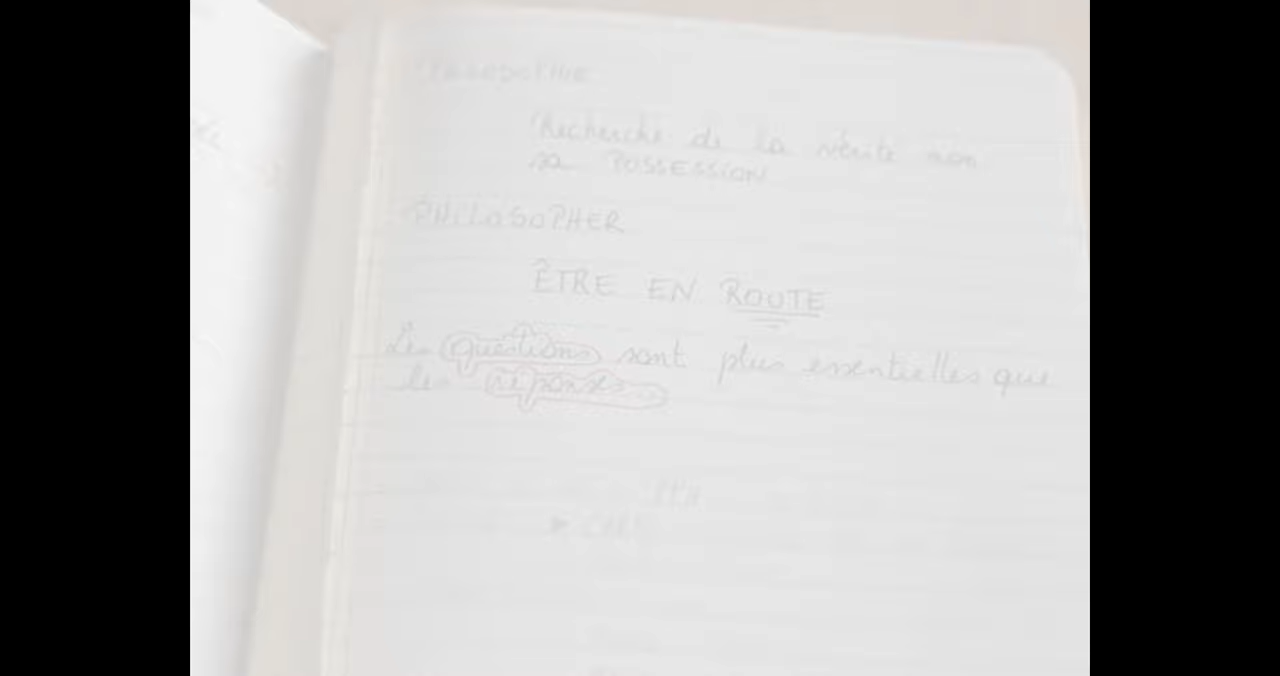 PHILOSOPHIE
Recherche de la vérité non
sa POSSESSION
PHILOSOPHER
ÊTRE EN ROUTE
Les questions sont plus essentielles que
les réponses...